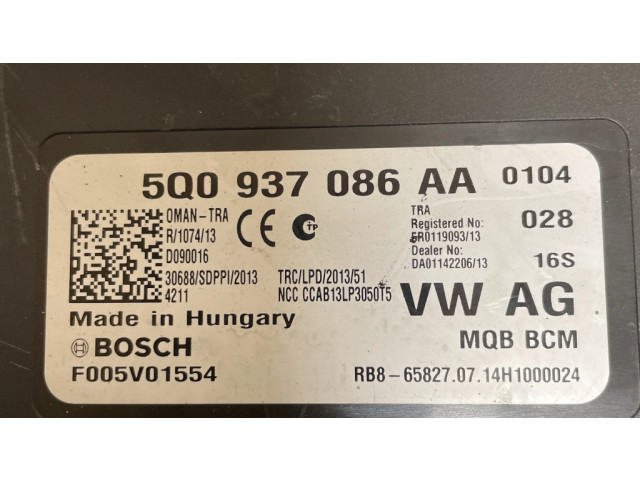 5Q0 937 086 AA 0104
OMAN-TRA
R/1074/13
D090016
CE
TP
TRA
Registered No:
ER0119093/13
Dealer No:
DA01142206/13
028
16S
30688/SDPPI/2013
4211
TRC/LPD/2013/51
NCC CCAB13LP3050T5
VW AG
Made in Hungary
MQB BCM
BOSCH
F005V01554
RB8-65827.07.14H1000024